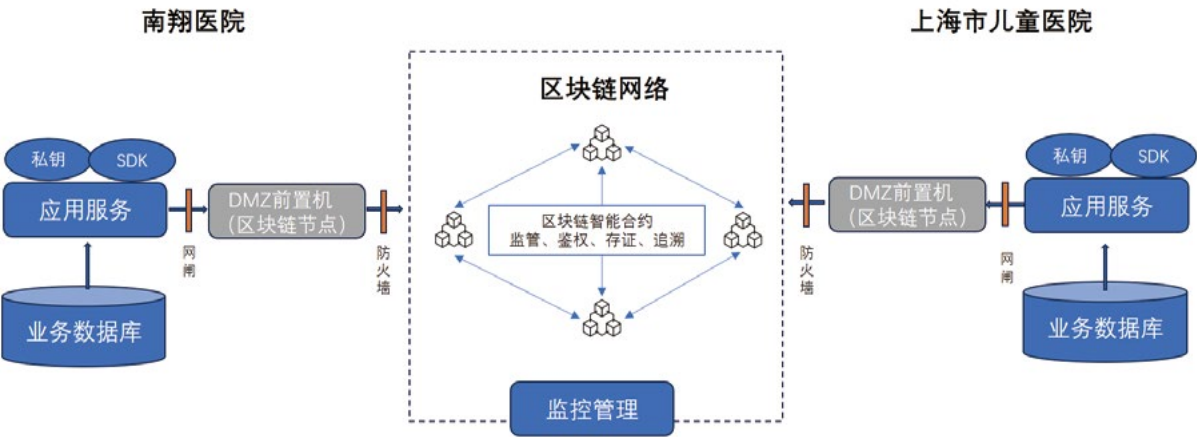 南翔医院
上海市儿童医院
区块链网络
私钥
SDK
应用服务
网闸
DMZ前置机
(区块链节点)
防火墙
业务数据库
区块链智能合约
监管、鉴权、存证、追溯
监控管理
防火墙
DMZ前置机
(区块链节点)
网闸
私钥
SDK
应用服务
业务数据库